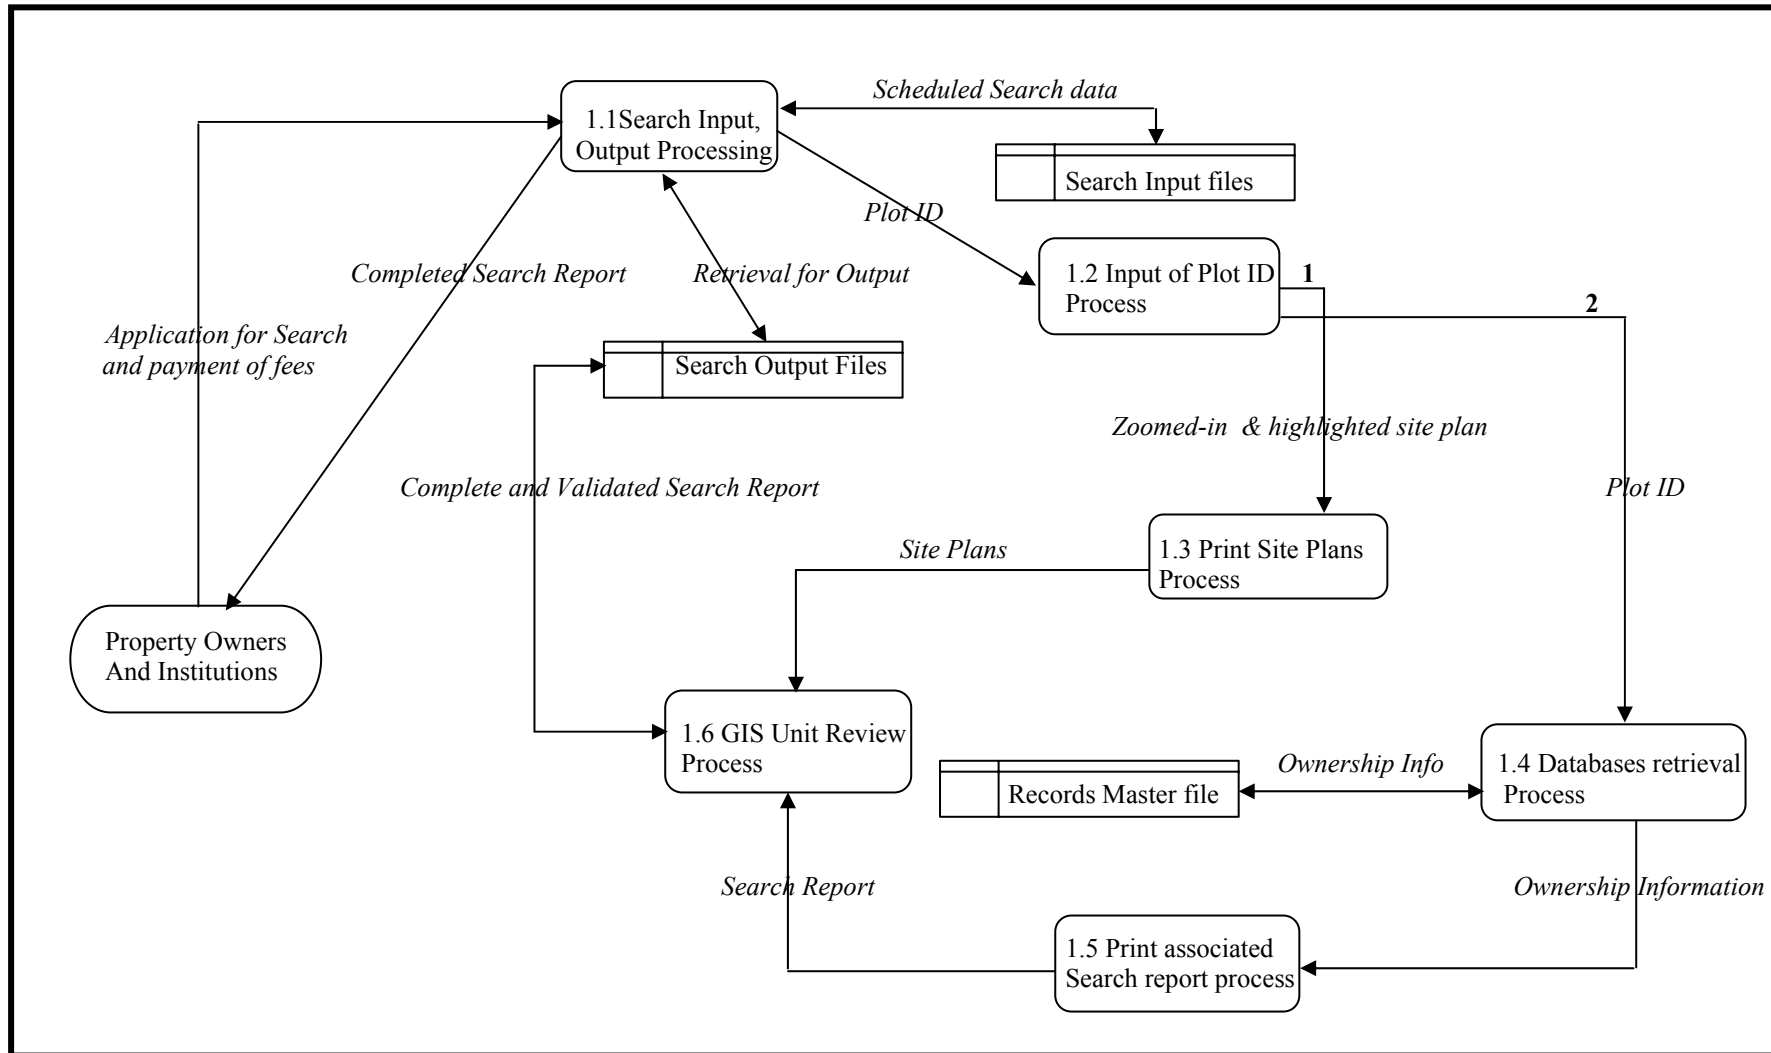 Scheduled Search data
1.1Search Input,
Output Processing
Search Input files
Plot ID
Completed Search Report
Retrieval for Output
1.2 Input of Plot ID
Process
1
2
Application for Search
and payment of fees
Search Output Files
Zoomed-in & highlighted site plan
Complete and Validated Search Report
Plot ID
Site Plans
1.3 Print Site Plans
Process
Property Owners
And Institutions
1.6 GIS Unit Review
Process
Ownership Info
1.4 Databases retrieval
Process
Records Master file
Search Report
Ownership Information
1.5 Print associated
Search report process